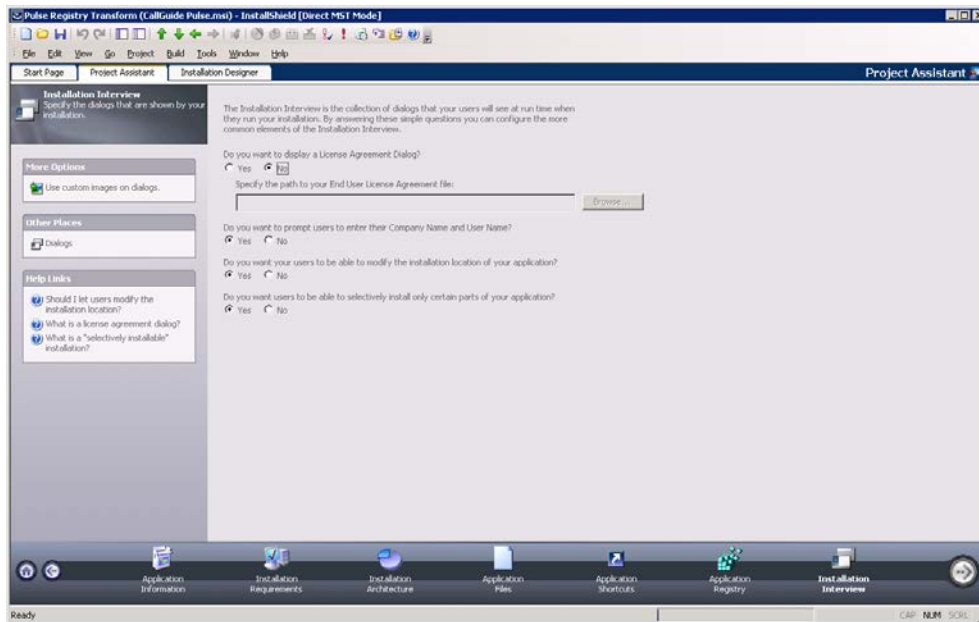 Pulse Registry Transform (CallGuide Pulse.msi) - InstallShield [Direct MST Mode]
File Edit View Go Project Build Tools Window Help
Start Page Project Assistant Installation Designer Project Assistant
Installation Interview
Specify the dialogs that are shown by your
installation.
The Installation Interview is the collection of dialogs that your users will see at run time when
they run your installation. By answering these simple questions you can configure the more
common elements of the Installation Interview.
Do you want to display a License Agreement Dialog?
Yes No
Specify the path to your End User License Agreement file:
Browse...
Do you want to prompt users to enter their Company Name and User Name?
Yes No
Do you want your users to be able to modify the installation location of your application?
Yes No
Do you want users to be able to selectively install only certain parts of your application?
Yes No
More Options
Use custom images on dialogs.
Other Places
Dialogs
Help Links
Should I let users modify the
installation location?
What is a license agreement dialog?
What is a "selectively installable"
installation?
Application
Information
Installation
Requirements
Installation
Architecture
Application
Files
Application
Shortcuts
Application
Registry
Installation
Interview
Ready CAP NUM SCRL